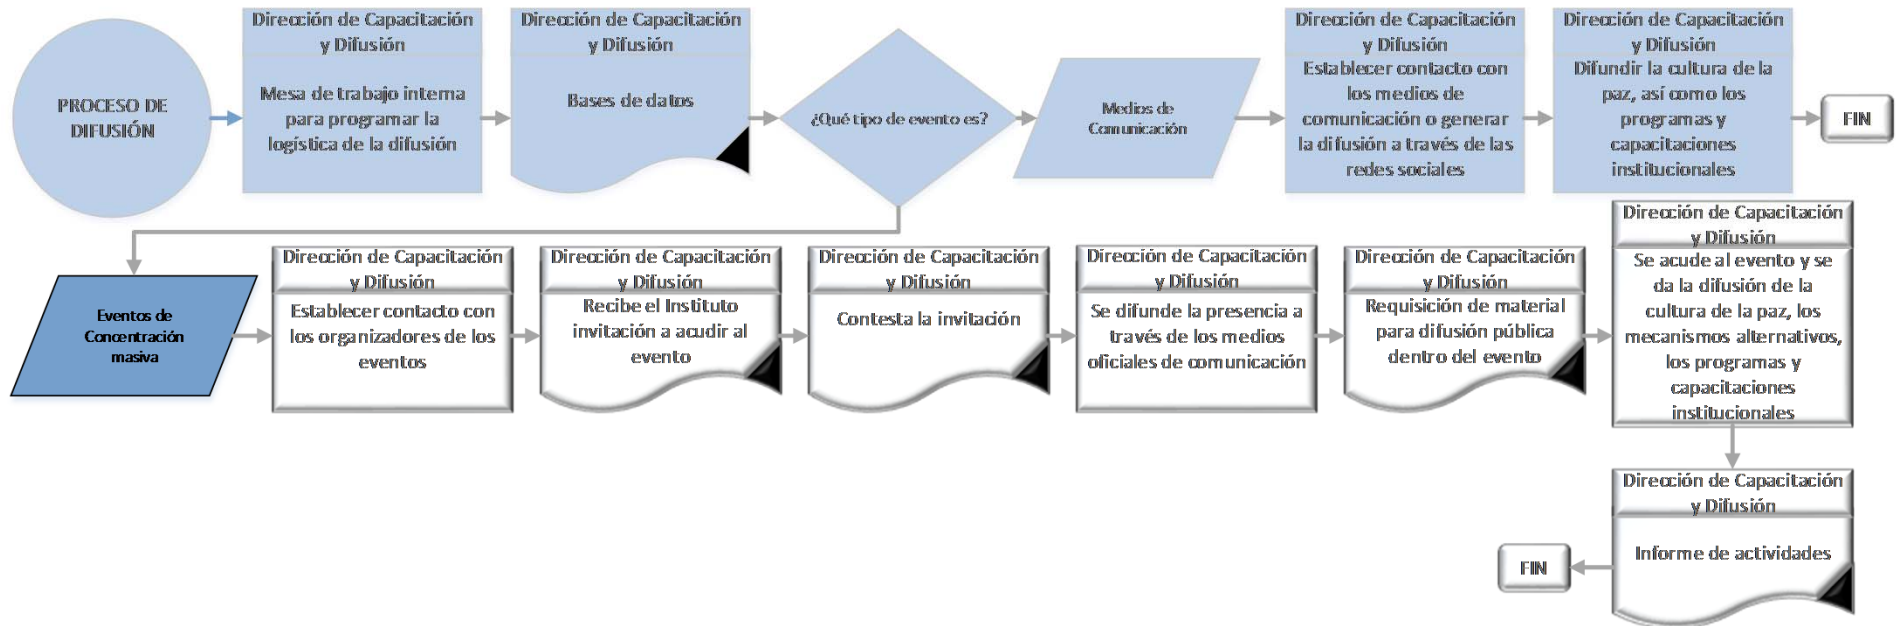 PROCESO DE
DIFUSIÓN
Dirección de Capacitación
y Difusión
Mesa de trabajo interna
para programar la
logística de la difusión
Dirección de Capacitación
y Difusión
Bases de datos
¿Qué tipo de evento es?
Medios de
Comunicación
Dirección de Capacitación
y Difusión
Establecer contacto con
los medios de
comunicación o generar
la difusión a través de las
redes sociales
Dirección de Capacitación
y Difusión
Difundir la cultura de la
paz, así como los
programas y
capacitaciones
institucionales
FIN
Eventos de
Concentración
masiva
Dirección de Capacitación
y Difusión
Establecer contacto con
los organizadores de los
eventos
Dirección de Capacitación
y Difusión
Recibe el Instituto
invitación a acudir al
evento
Dirección de Capacitación
y Difusión
Contesta la invitación
Dirección de Capacitación
y Difusión
Se difunde la presencia a
través de los medios
oficiales de comunicación
Dirección de Capacitación
y Difusión
Requisición de material
para difusión pública
dentro del evento
Dirección de Capacitación
y Difusión
Se acude al evento y se
da la difusión de la
cultura de la paz, los
mecanismos alternativos,
los programas y
capacitaciones
institucionales
Dirección de Capacitación
y Difusión
Informe de actividades
FIN